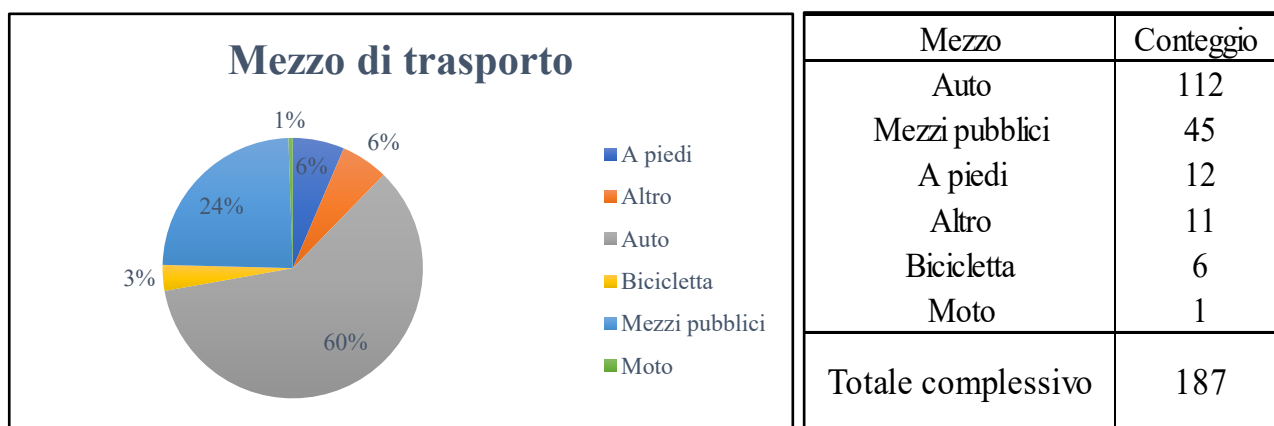 Mezzo di trasporto
1%
6%
6%
24%
3%
60%
A piedi
Altro
Auto
Bicicletta
Mezzi pubblici
Moto
Mezzo Conteggio
Auto 112
Mezzi pubblici 45
A piedi 12
Altro 11
Bicicletta 6
Moto 1
Totale complessivo 187